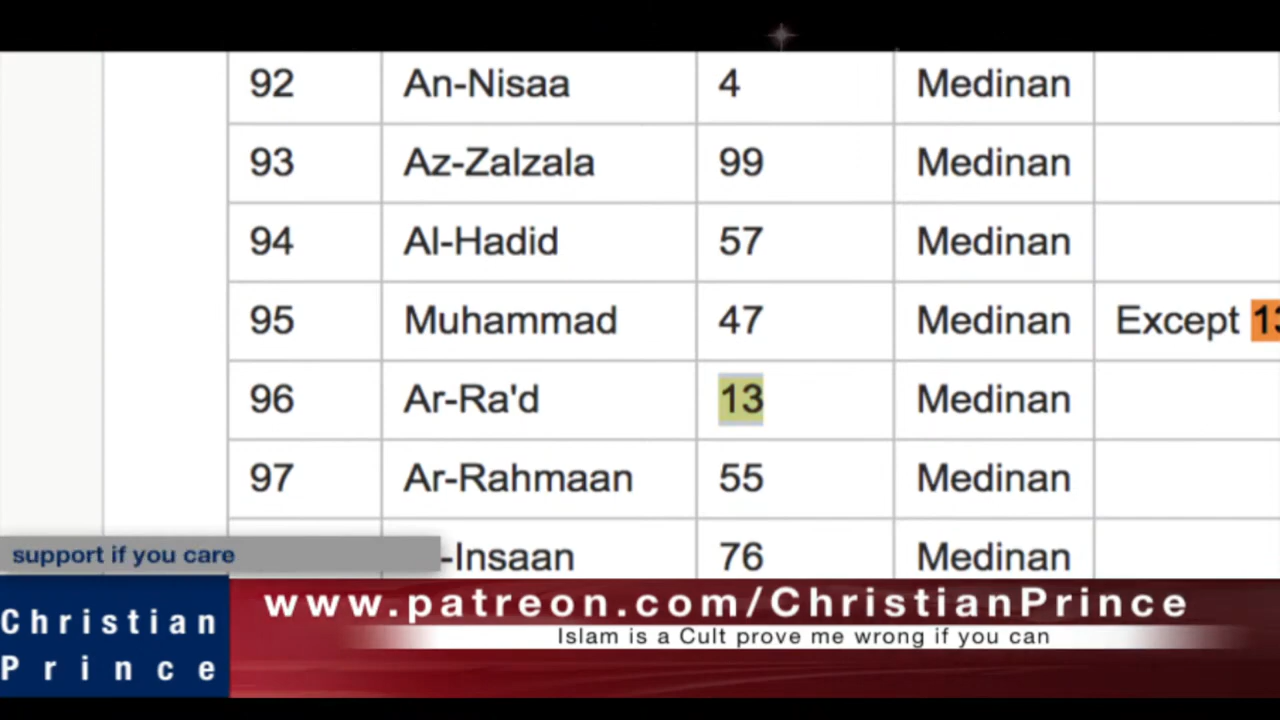 92 An-Nisaa 4 Medinan
93 Az-Zalzala 99 Medinan
94 Al-Hadid 57 Medinan
95 Muhammad 47 Medinan Except 13
96 Ar-Ra'd 13 Medinan
97 Ar-Rahmaan 55 Medinan
-Insaan 76 Medinan
support if you care
Christian
Prince
www.patreon.com/ChristianPrince
Islam is a Cult prove me wrong if you can